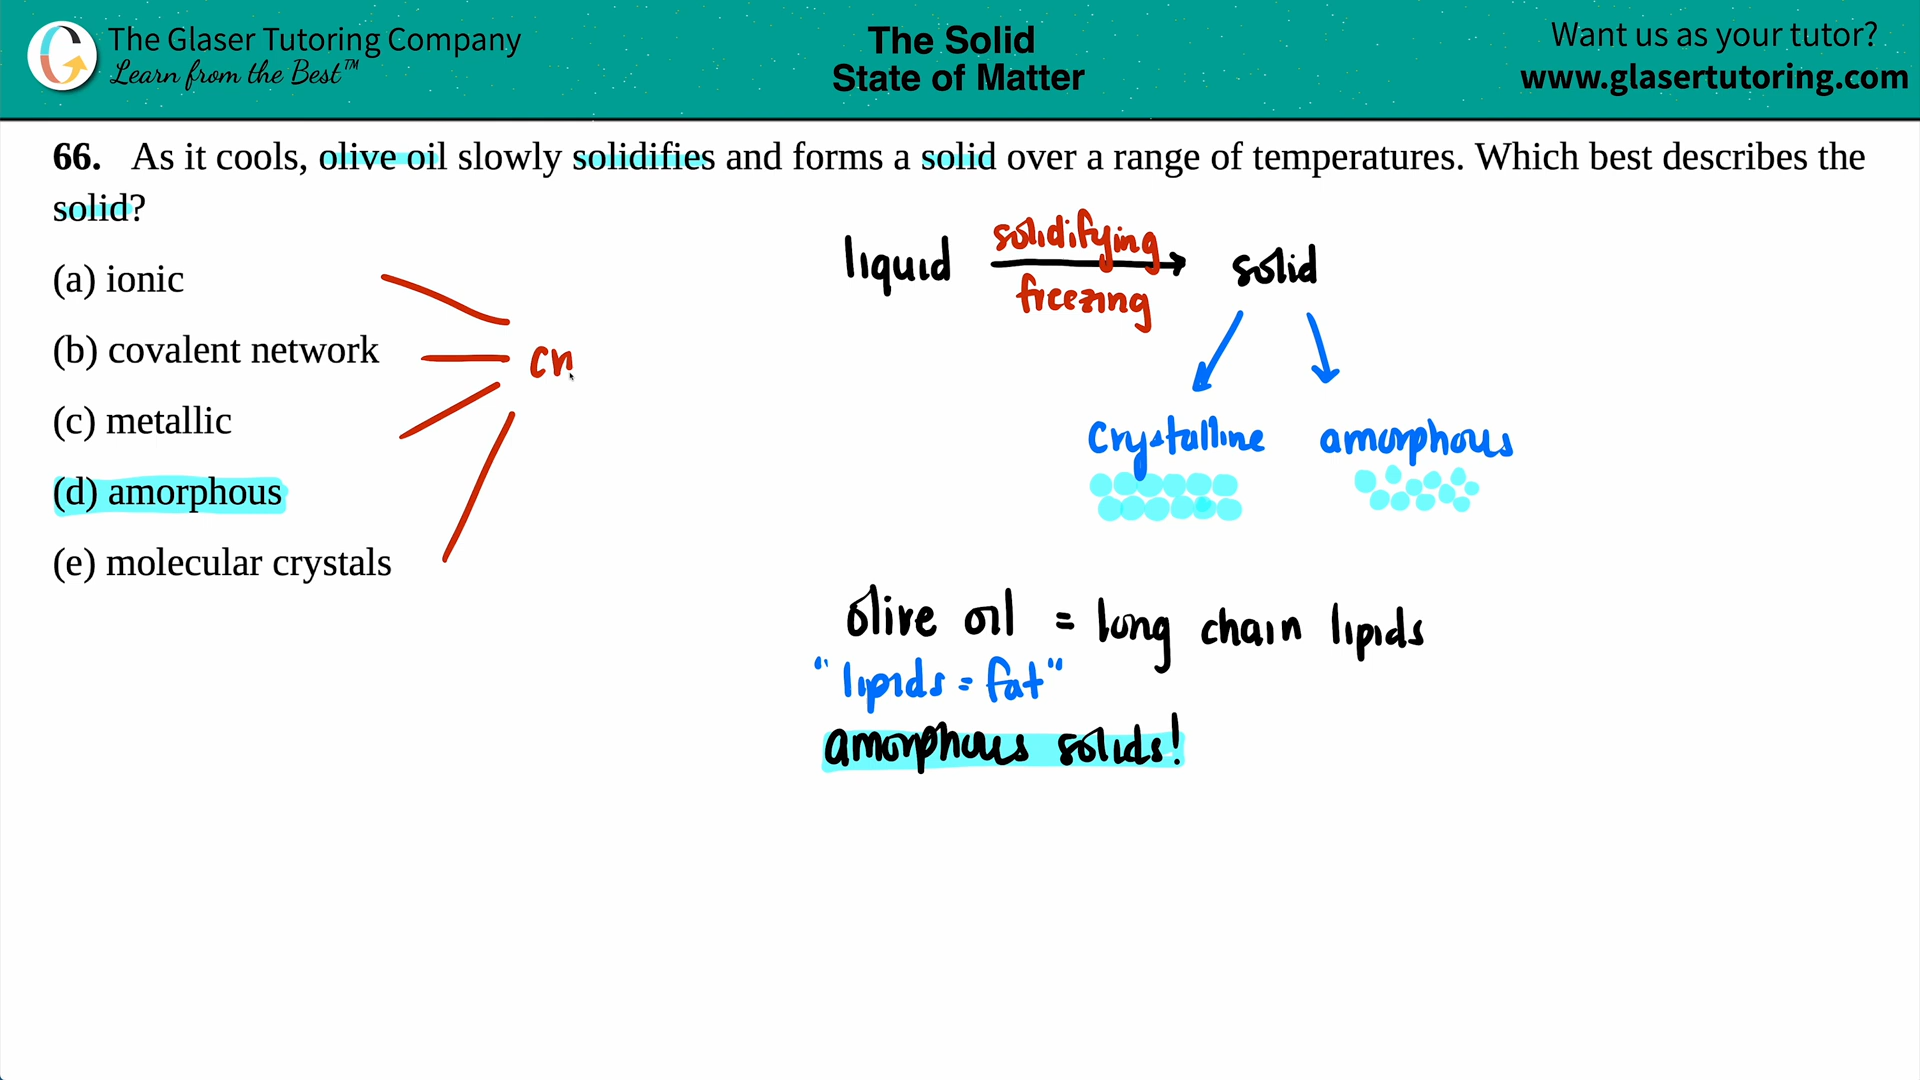 The Glaser Tutoring Company
Learn from the Best™
The Solid
State of Matter
Want us as your tutor?
www.glasertutoring.com
66. As it cools, olive oil slowly solidifies and forms a solid over a range of temperatures. Which best describes the
solid?
(a) ionic
(b) covalent network
(c) metallic
(d) amorphous
(e) molecular crystals
cr
liquid
solidifying
freezing
solid
crystalline
amorphous
olive oil = long chain lipids
"lipids = fat"
amorphous solids!